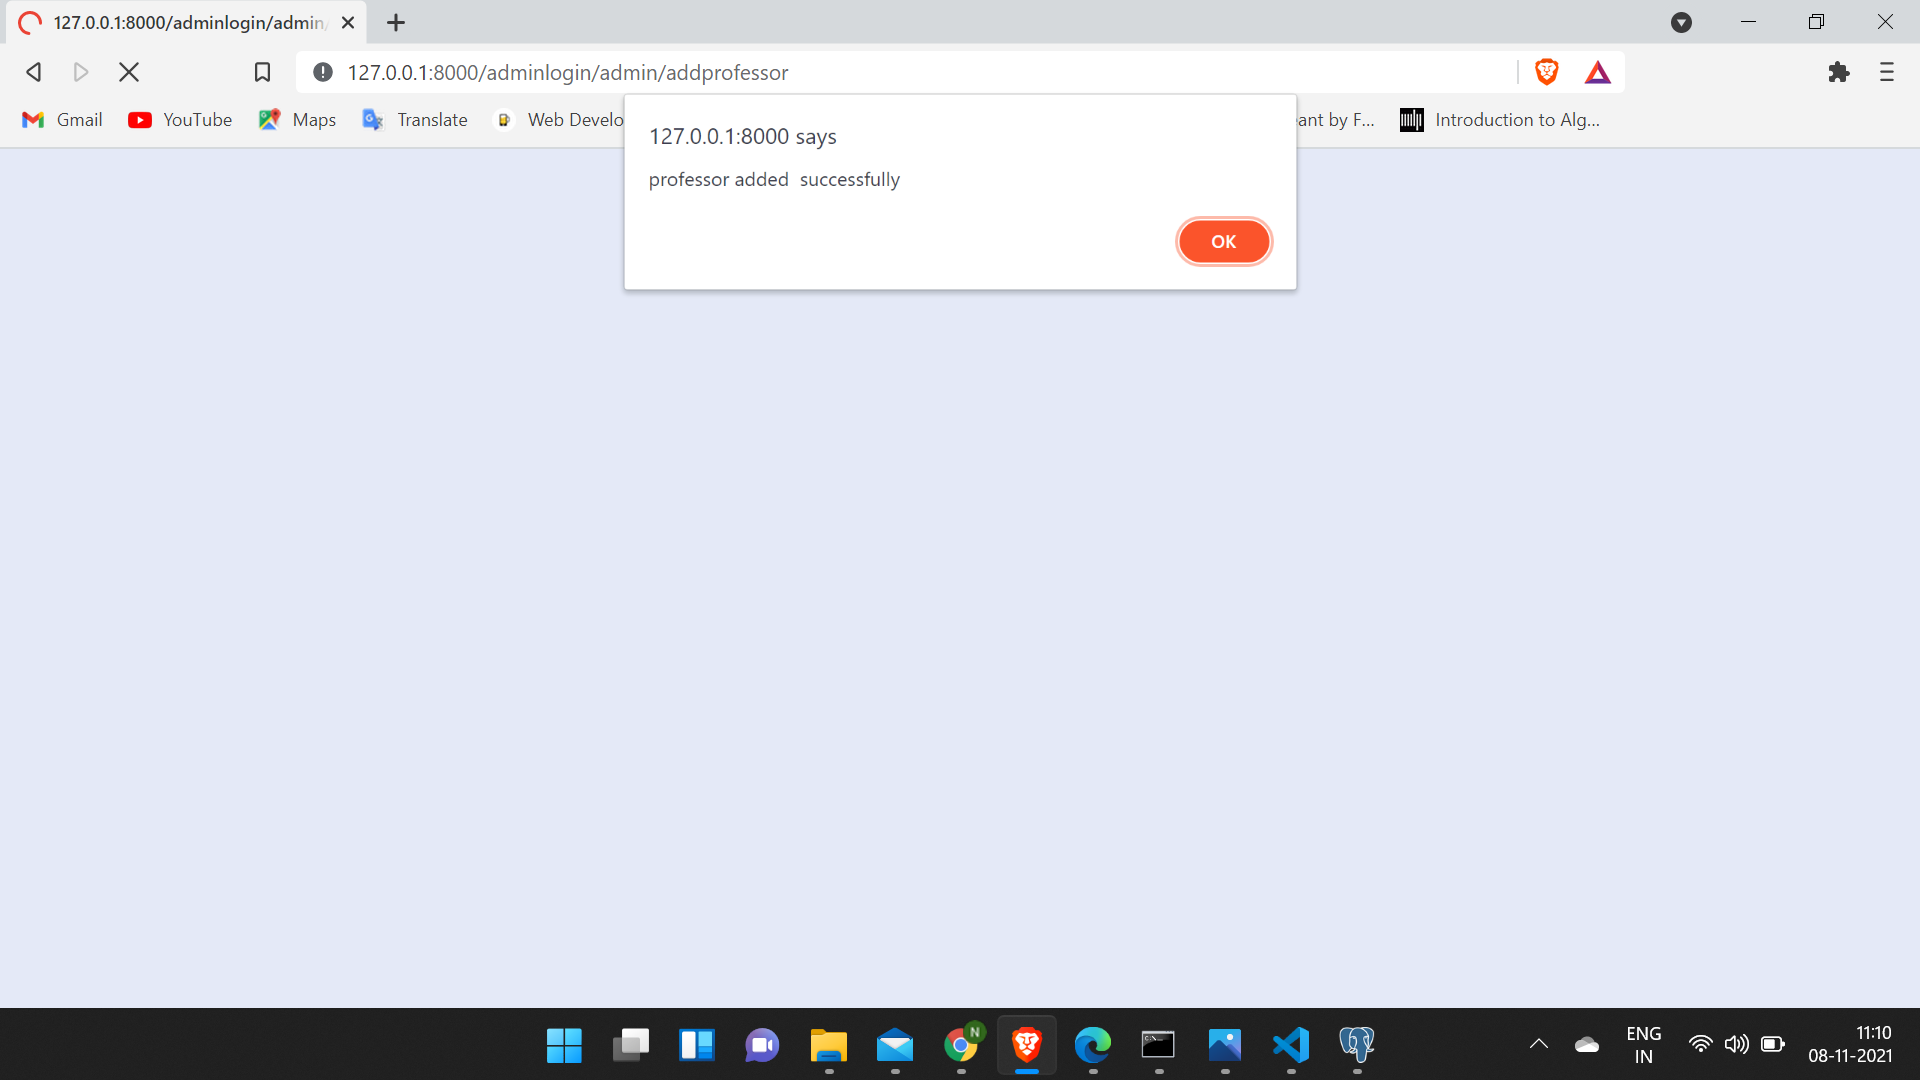 127.0.0.1:8000/adminlogin/admin/
127.0.0.1:8000/adminlogin/admin/addprofessor
Gmail YouTube Maps Translate Web Develo ant by F... Introduction to Alg...
127.0.0.1:8000 says
professor added  successfully
OK
N
ENG
IN
11:10
08-11-2021